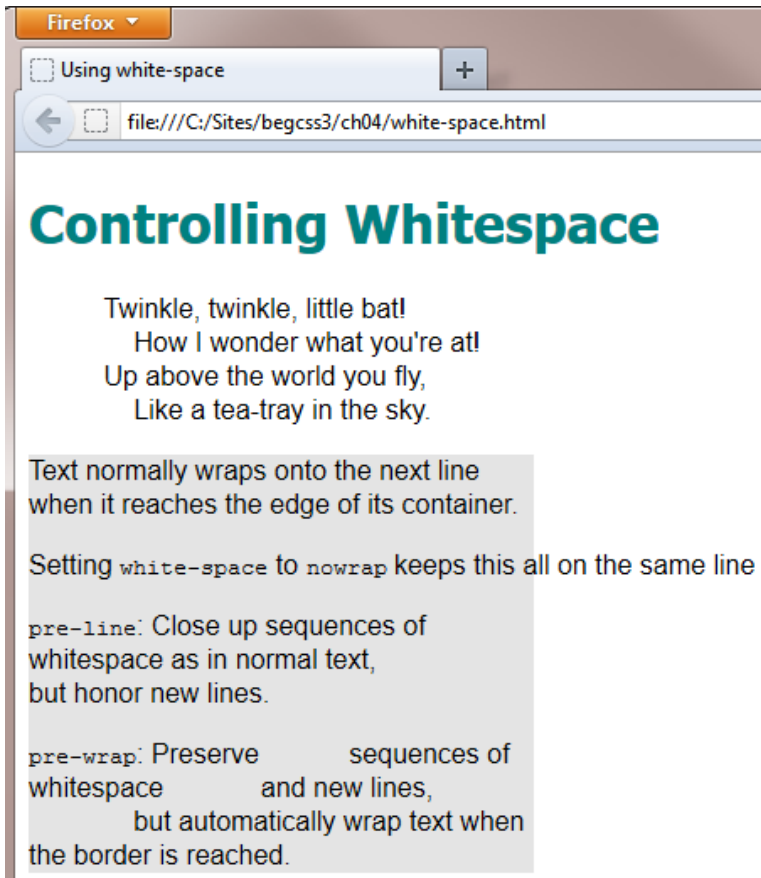 Firefox
Using white-space
+
file:///C:/Sites/begcss3/ch04/white-space.html
Controlling Whitespace
Twinkle, twinkle, little bat!
How I wonder what you're at!
Up above the world you fly,
Like a tea-tray in the sky.
Text normally wraps onto the next line
when it reaches the edge of its container.
Setting white-space to nowrap keeps this all on the same line
pre-line: Close up sequences of
whitespace as in normal text,
but honor new lines.
pre-wrap: Preserve sequences of
whitespace and new lines,
but automatically wrap text when
the border is reached.